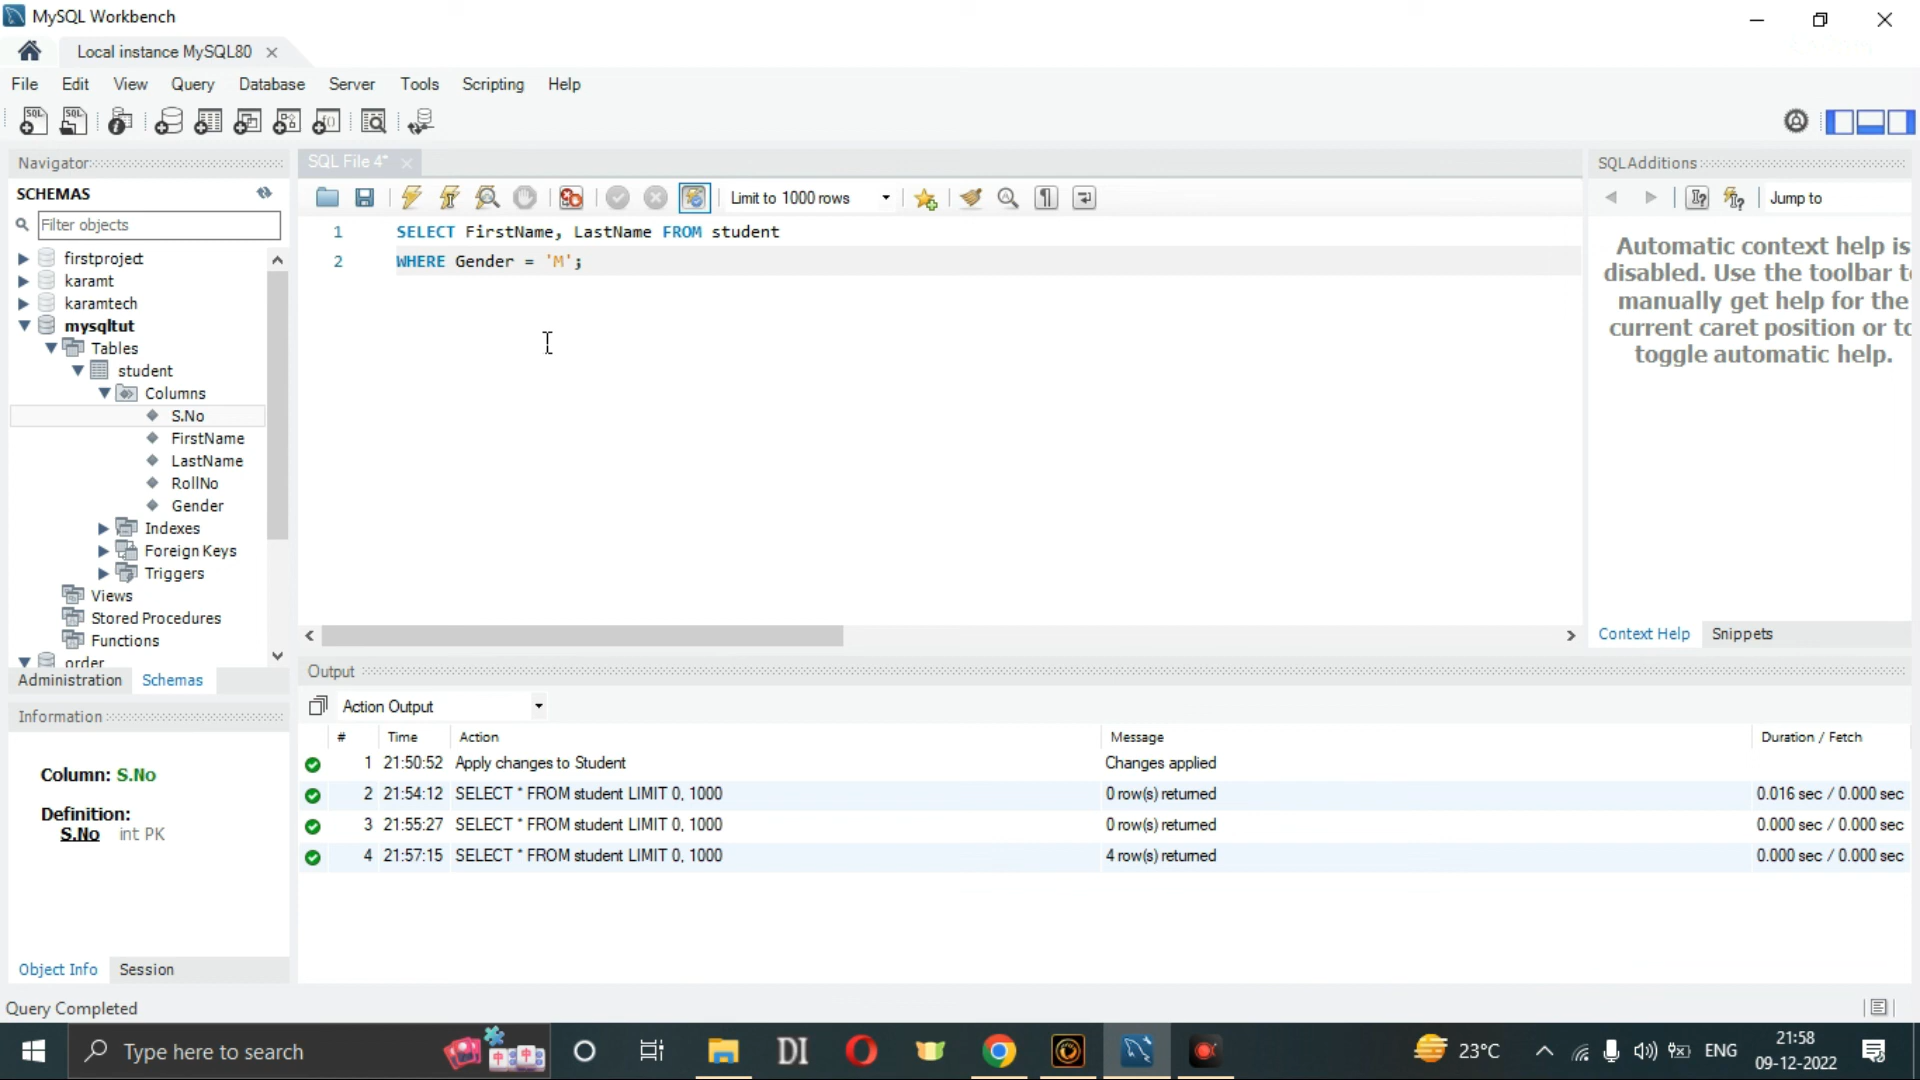 MySQL Workbench
Local instance MySQL80
File Edit View Query Database Server Tools Scripting Help
Navigator
SCHEMAS
Filter objects
firstproject
karamt
karamtech
mysqltut
Tables
student
Columns
S.No
FirstName
LastName
RollNo
Gender
Indexes
Foreign Keys
Triggers
Views
Stored Procedures
Functions
order
Administration Schemas
Information
Column: S.No
Definition:
S.No int PK
Object Info Session
SQL File 4*
Limit to 1000 rows
1 SELECT FirstName, LastName FROM student
2 WHERE Gender = 'M';
SQLAdditions
Jump to
Automatic context help is
disabled. Use the toolbar t
manually get help for the
current caret position or to
toggle automatic help.
Context Help Snippets
Output
Action Output
# Time Action Message Duration / Fetch
1 21:50:52 Apply changes to Student Changes applied
2 21:54:12 SELECT * FROM student LIMIT 0, 1000 0 row(s) returned 0.016 sec / 0.000 sec
3 21:55:27 SELECT * FROM student LIMIT 0, 1000 0 row(s) returned 0.000 sec / 0.000 sec
4 21:57:15 SELECT * FROM student LIMIT 0, 1000 4 row(s) returned 0.000 sec / 0.000 sec
Query Completed
Type here to search
DI
23°C
ENG
21:58
09-12-2022